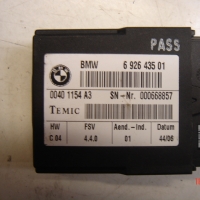 PASS
BMW 6 926 435 01
0040 1154 A3 SN-Nr. 000668857
TEMIC
HW FSV Aend.-Ind. Datum
C 04 4.4.0 01 44/06